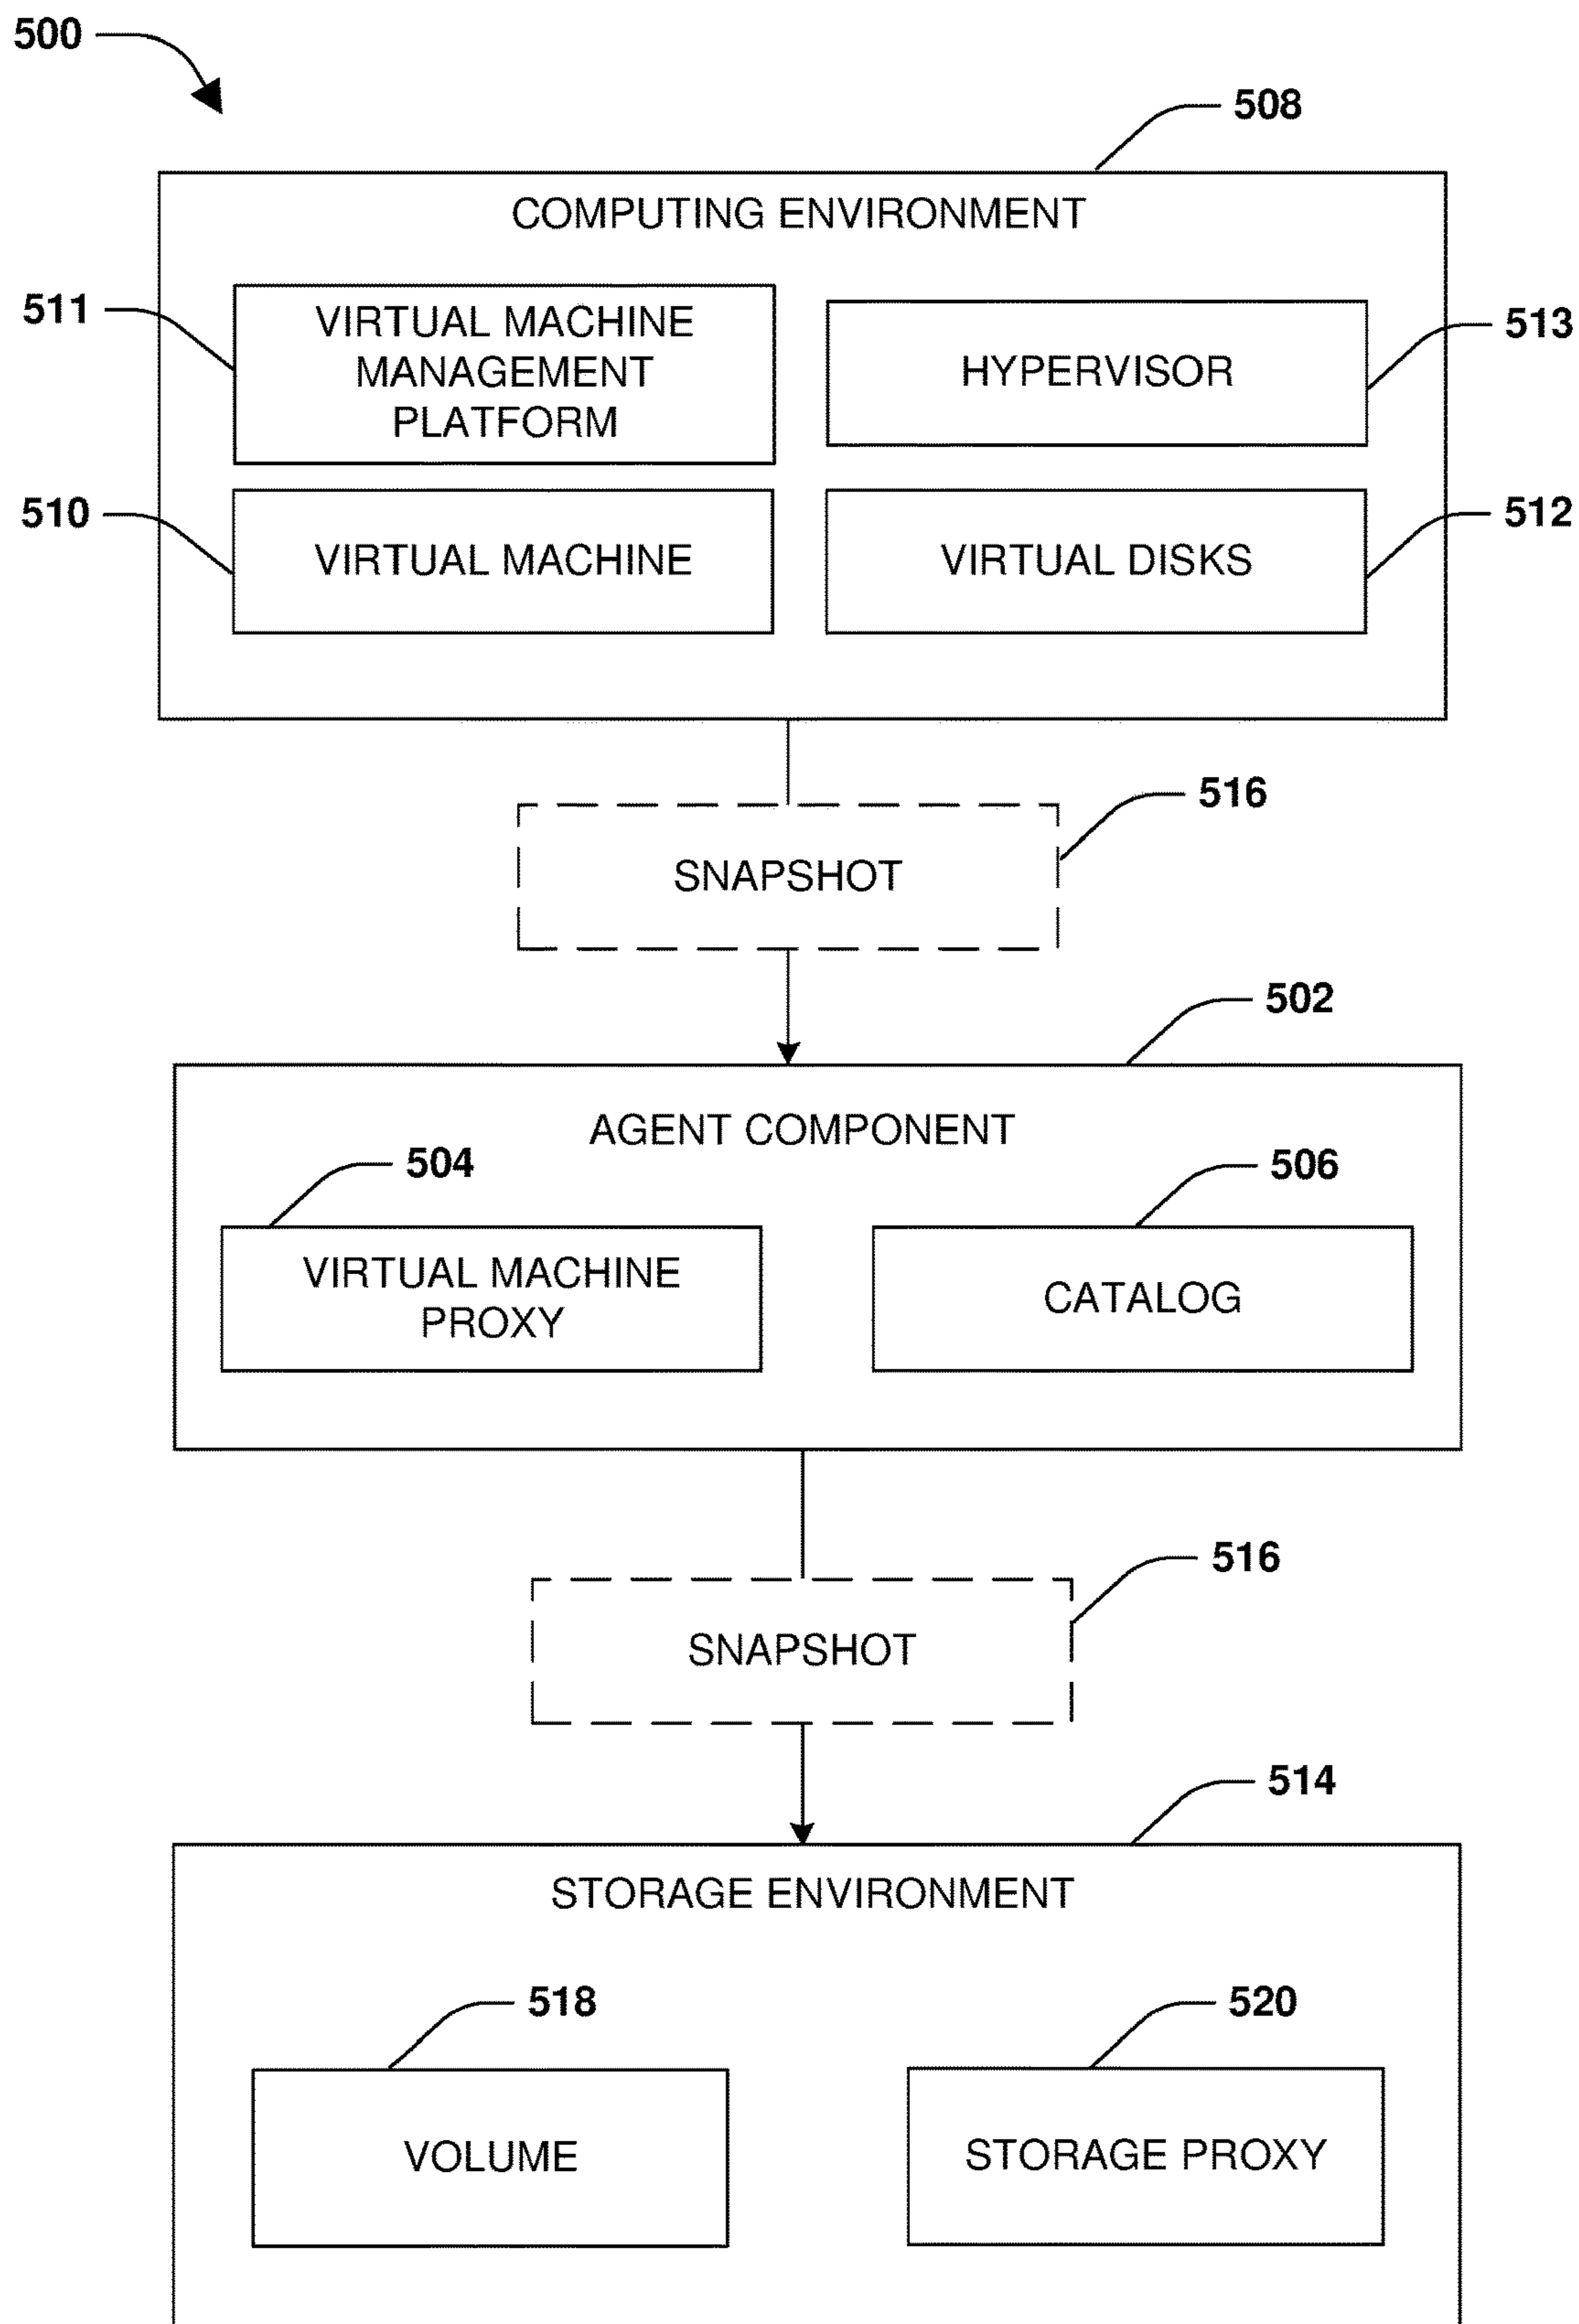 500
508
COMPUTING ENVIRONMENT
511
VIRTUAL MACHINE
MANAGEMENT
PLATFORM
HYPERVISOR
513
510
VIRTUAL MACHINE
VIRTUAL DISKS
512
516
SNAPSHOT
502
AGENT COMPONENT
504
506
VIRTUAL MACHINE
PROXY
CATALOG
516
SNAPSHOT
514
STORAGE ENVIRONMENT
518
520
VOLUME
STORAGE PROXY